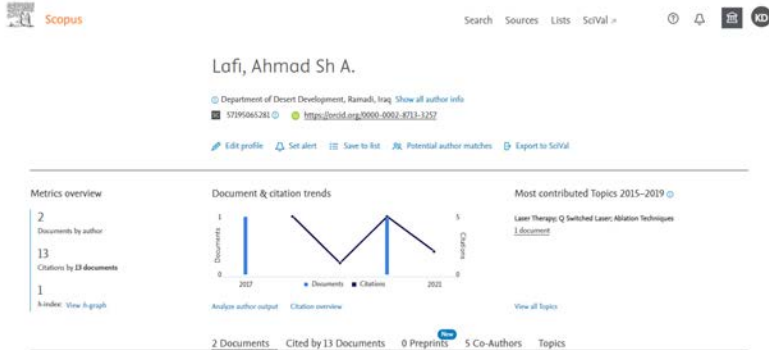 Scopus
Search Sources Lists SciVal ↗
KD
Lafi, Ahmad Sh A.
Department of Desert Development, Ramadi, Iraq Show all author info
57195065281 https://orcid.org/0000-0002-8713-3257
Edit profile Set alert Save to list Potential author matches Export to SciVal
Metrics overview
2
Documents by author
13
Citations by 13 documents
1
h-index: View h-graph
Document & citation trends
1
0
Documents
5
0
Citations
2017 2021
Documents Citations
Analyze author output Citation overview
Most contributed Topics 2015–2019
Laser Therapy; Q Switched Laser; Ablation Techniques
1 document
View all Topics
New
2 Documents Cited by 13 Documents 0 Preprints 5 Co-Authors Topics